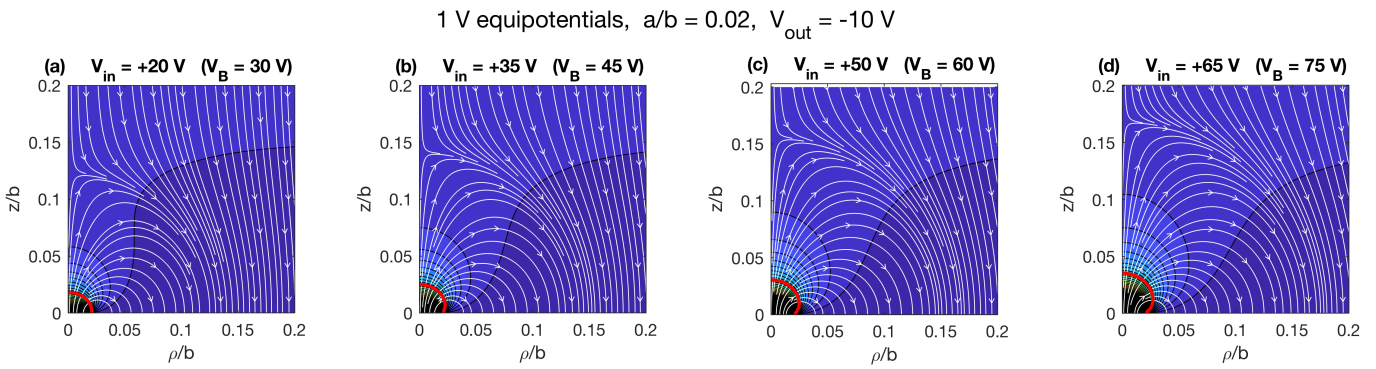 1 V equipotentials, a/b = 0.02, V_out = -10 V
(a) V_in = +20 V (V_B = 30 V)
0.2
0.15
0.1
0.05
0
0 0.05 0.1 0.15 0.2
z/b
ρ/b
(b) V_in = +35 V (V_B = 45 V)
0.2
0.15
0.1
0.05
0
0 0.05 0.1 0.15 0.2
z/b
ρ/b
(c) V_in = +50 V (V_B = 60 V)
0.2
0.15
0.1
0.05
0
0 0.05 0.1 0.15 0.2
z/b
ρ/b
(d) V_in = +65 V (V_B = 75 V)
0.2
0.15
0.1
0.05
0
0 0.05 0.1 0.15 0.2
z/b
ρ/b